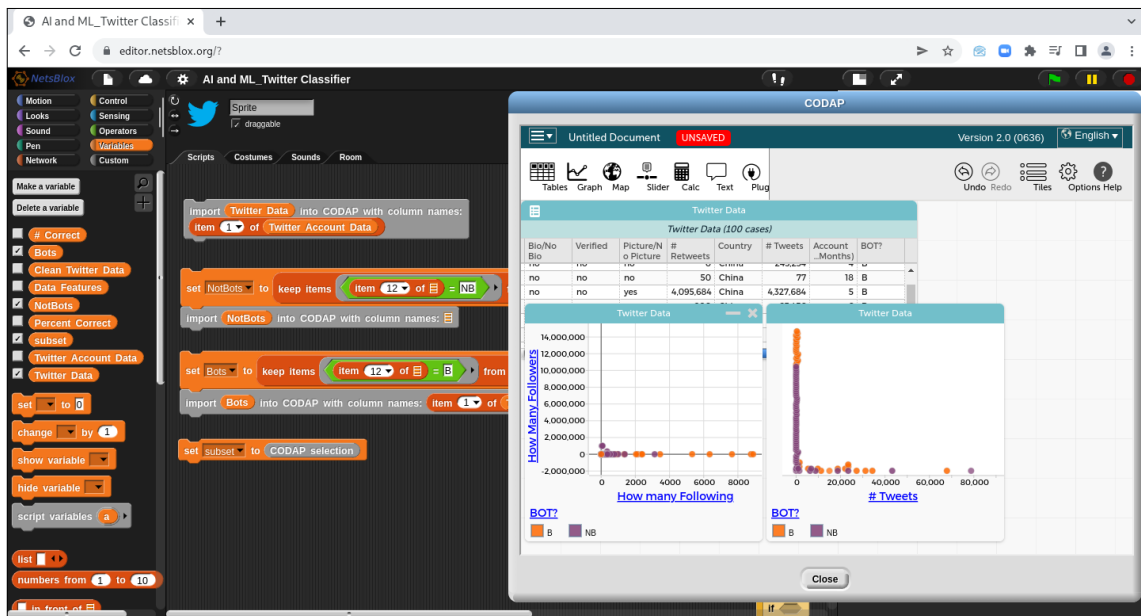 AI and ML_Twitter Classifi
editor.netsblox.org/?
NetsBlox
AI and ML_Twitter Classifier
Motion Control
Looks Sensing
Sound Operators
Pen Variables
Network Custom
Sprite
draggable
Scripts Costumes Sounds Room
Make a variable
Delete a variable
# Correct
Bots
Clean Twitter Data
Data Features
NotBots
Percent Correct
subset
Twitter Account Data
Twitter Data
set to 0
change by 1
show variable
hide variable
script variables a
list
numbers from 1 to 10
in front of
import Twitter Data into CODAP with column names:
item 1 of Twitter Account Data
set NotBots to keep items item 12 of = NB
import NotBots into CODAP with column names:
set Bots to keep items item 12 of = B from
import Bots into CODAP with column names: item 1 of
set subset to CODAP selection
if
CODAP
Untitled Document UNSAVED Version 2.0 (0636) English
Tables Graph Map Slider Calc Text Plug Undo Redo Tiles Options Help
Twitter Data
Twitter Data (100 cases)
Bio/No Bio Verified Picture/No Picture # Retweets Country # Tweets Account ..Months) BOT?
no no no 50 China 77 18 B
no no yes 4,095,684 China 4,327,684 5 B
Twitter Data
14,000,000
12,000,000
10,000,000
8,000,000
6,000,000
4,000,000
2,000,000
0
-2,000,000
How Many Followers
0 2000 4000 6000 8000
How many Following
BOT?
B NB
Twitter Data
0 20,000 40,000 60,000 80,000
# Tweets
BOT?
B NB
Close